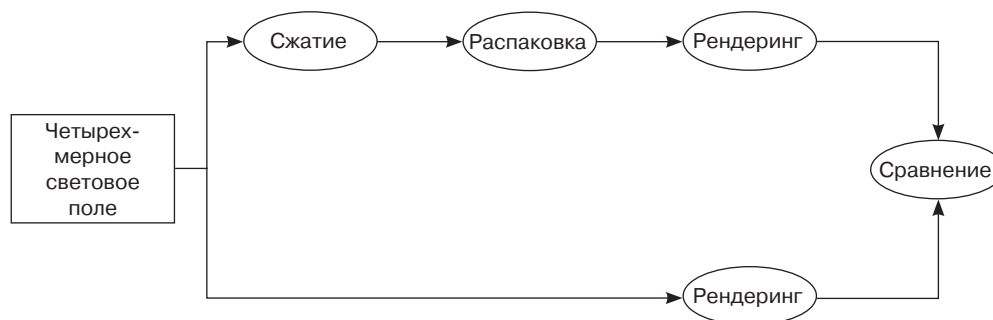 Сжатие
Распаковка
Рендеринг
Четырех-
мерное
световое
поле
Сравнение
Рендеринг